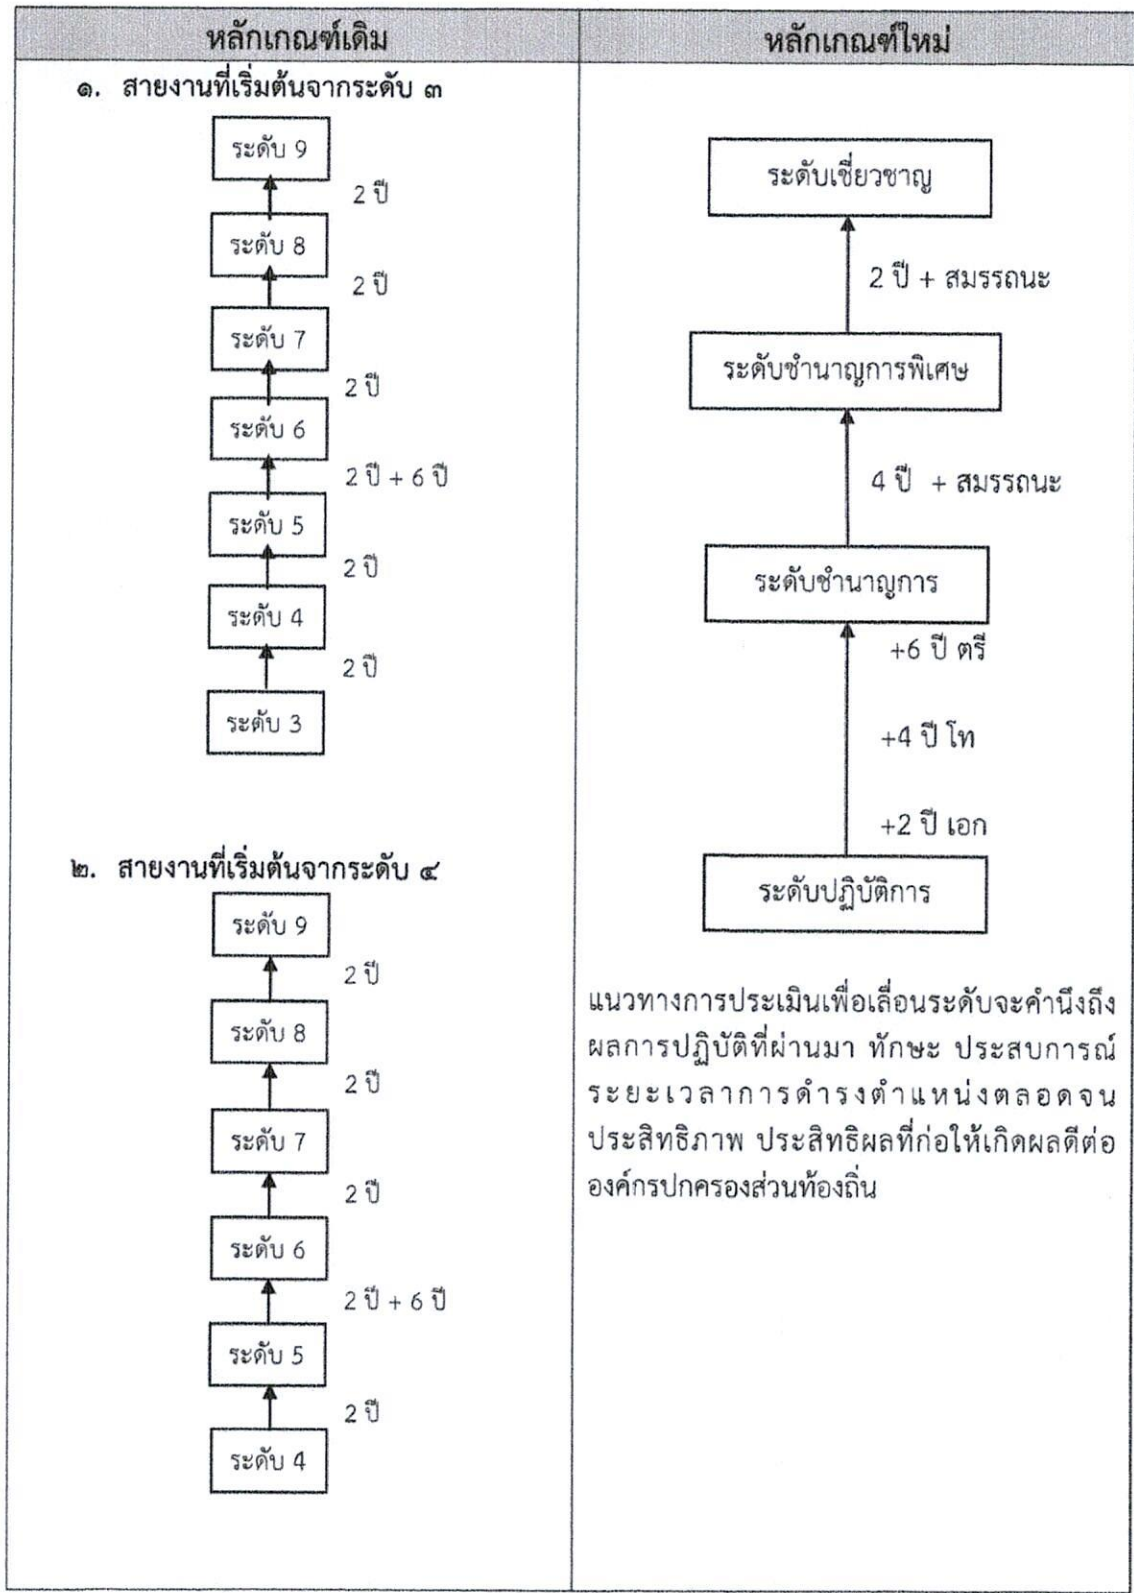 หลักเกณฑ์เดิม
๑. สายงานที่เริ่มต้นจากระดับ ๓
ระดับ 9
2 ปี
ระดับ 8
2 ปี
ระดับ 7
2 ปี
ระดับ 6
2 ปี + 6 ปี
ระดับ 5
2 ปี
ระดับ 4
2 ปี
ระดับ 3
๒. สายงานที่เริ่มต้นจากระดับ ๔
ระดับ 9
2 ปี
ระดับ 8
2 ปี
ระดับ 7
2 ปี
ระดับ 6
2 ปี + 6 ปี
ระดับ 5
2 ปี
ระดับ 4
หลักเกณฑ์ใหม่
ระดับเชี่ยวชาญ
2 ปี + สมรรถนะ
ระดับชำนาญการพิเศษ
4 ปี + สมรรถนะ
ระดับชำนาญการ
+6 ปี ตรี
+4 ปี โท
+2 ปี เอก
ระดับปฏิบัติการ
แนวทางการประเมินเพื่อเลื่อนระดับจะคำนึงถึง
ผลการปฏิบัติที่ผ่านมา ทักษะ ประสบการณ์
ระยะเวลาการดำรงตำแหน่งตลอดจน
ประสิทธิภาพ ประสิทธิผลที่ก่อให้เกิดผลดีต่อ
องค์กรปกครองส่วนท้องถิ่น